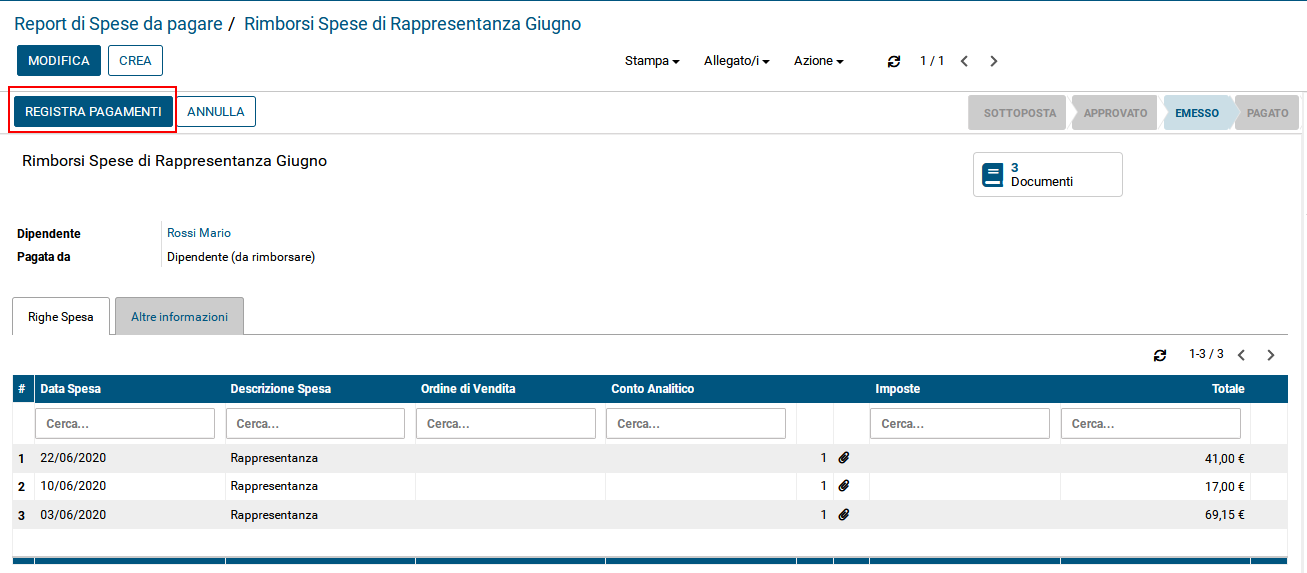 Report di Spese da pagare / Rimborsi Spese di Rappresentanza Giugno
MODIFICA CREA Stampa Allegato/i Azione 1 / 1
REGISTRA PAGAMENTI ANNULLA SOTTOPOSTA APPROVATO EMESSO PAGATO
Rimborsi Spese di Rappresentanza Giugno
3
Documenti
Dipendente Rossi Mario
Pagata da Dipendente (da rimborsare)
Righe Spesa Altre informazioni
1-3 / 3
# Data Spesa Descrizione Spesa Ordine di Vendita Conto Analitico Imposte Totale
Cerca... Cerca... Cerca... Cerca... Cerca... Cerca...
1 22/06/2020 Rappresentanza 1 41,00 €
2 10/06/2020 Rappresentanza 1 17,00 €
3 03/06/2020 Rappresentanza 1 69,15 €